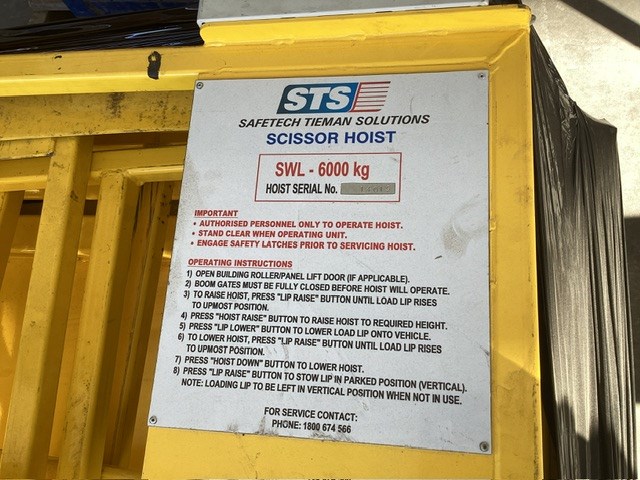 STS
SAFETECH TIEMAN SOLUTIONS
SCISSOR HOIST
SWL - 6000 kg
HOIST SERIAL No.
IMPORTANT
• AUTHORISED PERSONNEL ONLY TO OPERATE HOIST.
• STAND CLEAR WHEN OPERATING UNIT.
• ENGAGE SAFETY LATCHES PRIOR TO SERVICING HOIST.
OPERATING INSTRUCTIONS
1) OPEN BUILDING ROLLER/PANEL LIFT DOOR (IF APPLICABLE).
2) BOOM GATES MUST BE FULLY CLOSED BEFORE HOIST WILL OPERATE.
3) TO RAISE HOIST, PRESS "LIP RAISE" BUTTON UNTIL LOAD LIP RISES
TO UPMOST POSITION.
4) PRESS "HOIST RAISE" BUTTON TO RAISE HOIST TO REQUIRED HEIGHT.
5) PRESS "LIP LOWER" BUTTON TO LOWER LOAD LIP ONTO VEHICLE.
6) TO LOWER HOIST, PRESS "LIP RAISE" BUTTON UNTIL LOAD LIP RISES
TO UPMOST POSITION.
7) PRESS "HOIST DOWN" BUTTON TO LOWER HOIST.
8) PRESS "LIP RAISE" BUTTON TO STOW LIP IN PARKED POSITION (VERTICAL).
NOTE: LOADING LIP TO BE LEFT IN VERTICAL POSITION WHEN NOT IN USE.
FOR SERVICE CONTACT:
PHONE: 1800 674 566